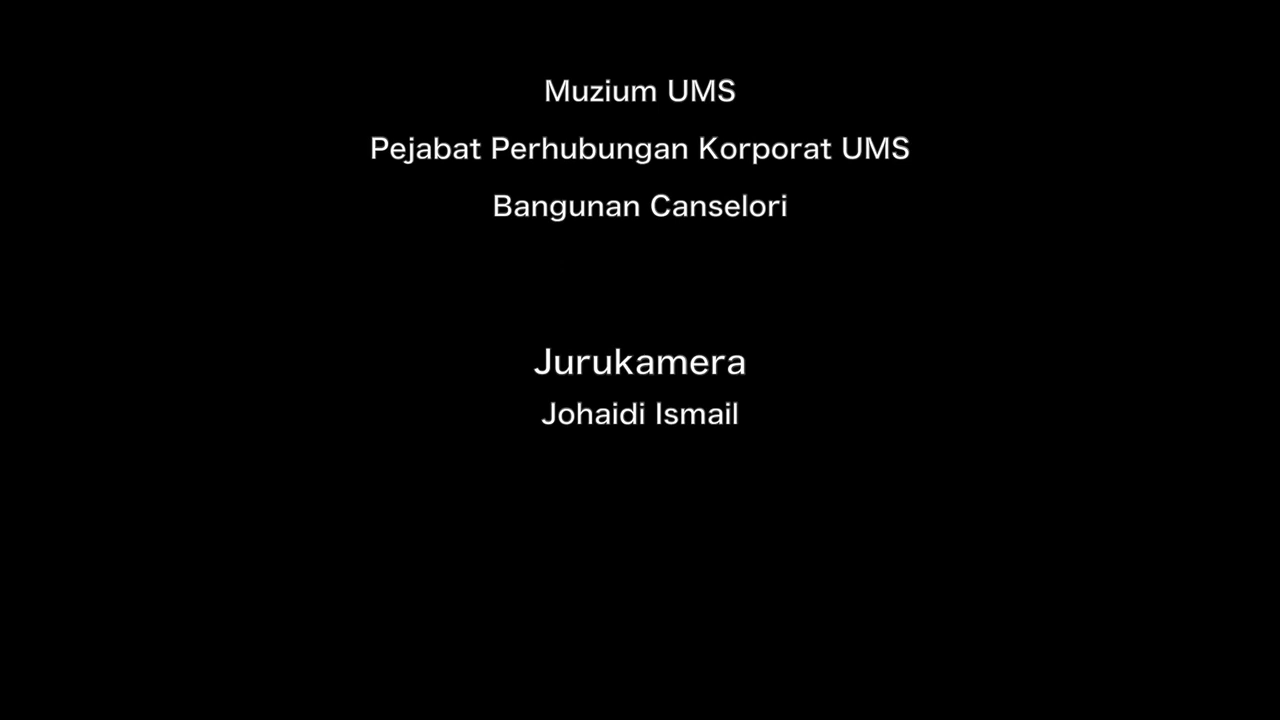 Muzium UMS
Pejabat Perhubungan Korporat UMS
Bangunan Canselori
Jurukamera
Johaidi Ismail